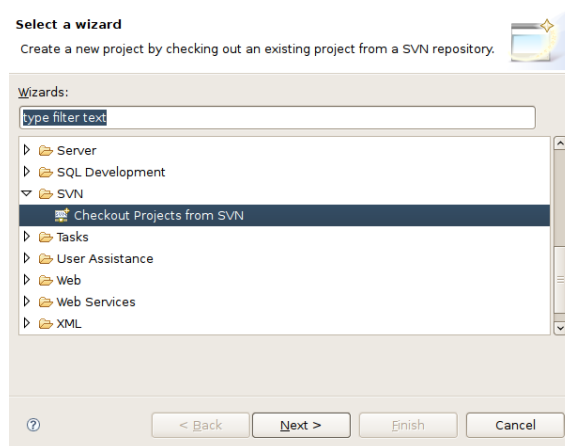 Select a wizard
Create a new project by checking out an existing project from a SVN repository.
Wizards:
type filter text
Server
SQL Development
SVN
Checkout Projects from SVN
Tasks
User Assistance
Web
Web Services
XML
< Back Next > Finish Cancel